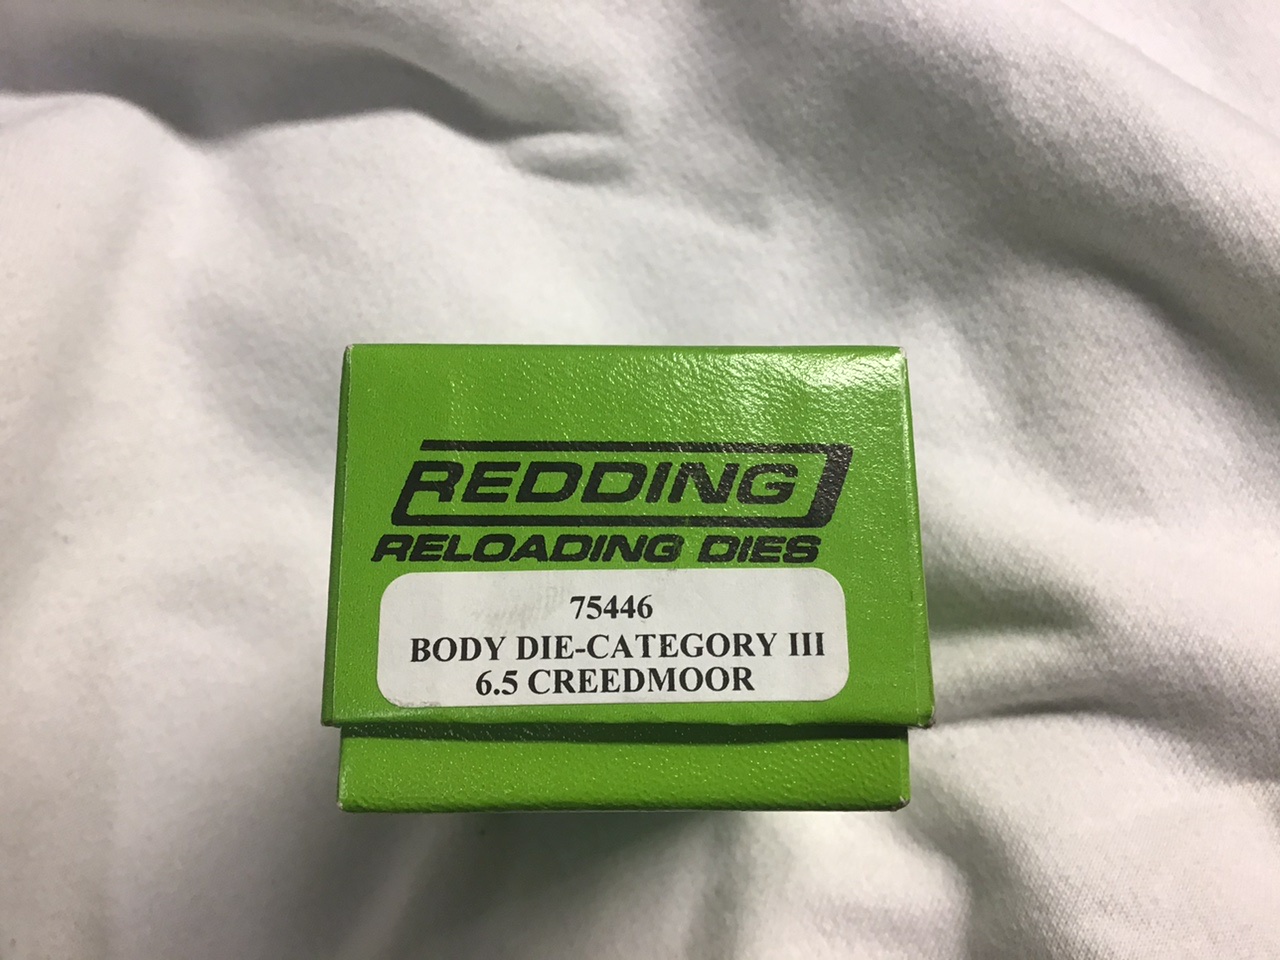 REDDING
RELOADING DIES
75446
BODY DIE-CATEGORY III
6.5 CREEDMOOR